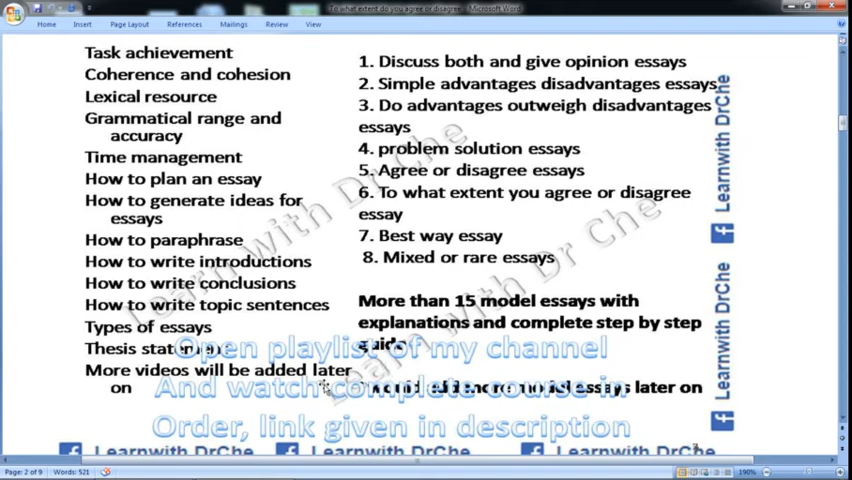 To what extent do you agree or disagree - Microsoft Word
Home Insert Page Layout References Mailings Review View
Task achievement
Coherence and cohesion
Lexical resource
Grammatical range and
accuracy
Time management
How to plan an essay
How to generate ideas for
essays
How to paraphrase
How to write introductions
How to write conclusions
How to write topic sentences
Types of essays
Thesis statement
More videos will be added later
on
1. Discuss both and give opinion essays
2. Simple advantages disadvantages essays
3. Do advantages outweigh disadvantages
essays
4. problem solution essays
5. Agree or disagree essays
6. To what extent you agree or disagree
essay
7. Best way essay
8. Mixed or rare essays
More than 15 model essays with
explanations and complete step by step
guide
would add more model essays later on
Open playlist of my channel
And watch complete course in
Order, link given in description
Learn with Dr Che
Learn with Dr Che
Learnwith DrChe
Learnwith DrChe
Learnwith DrChe
Learnwith DrChe
Learnwith DrChe
Page: 2 of 9 Words: 521
190%